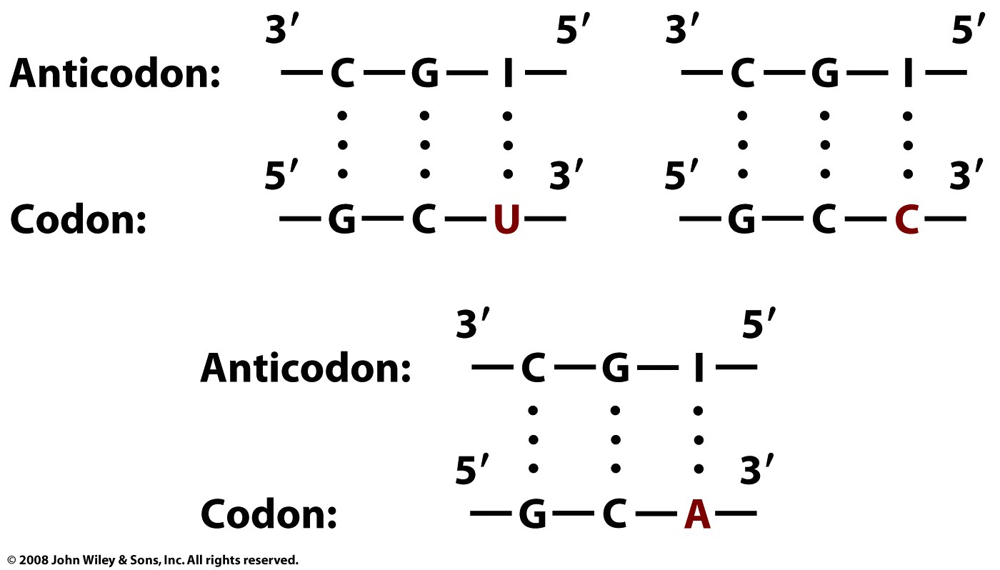 3′ 5′ 3′ 5′
Anticodon: —C—G—I— —C—G—I—
5′ 3′ 5′ 3′
Codon: —G—C—U— —G—C—C—
3′ 5′
Anticodon: —C—G—I—
5′ 3′
Codon: —G—C—A—
© 2008 John Wiley & Sons, Inc. All rights reserved.